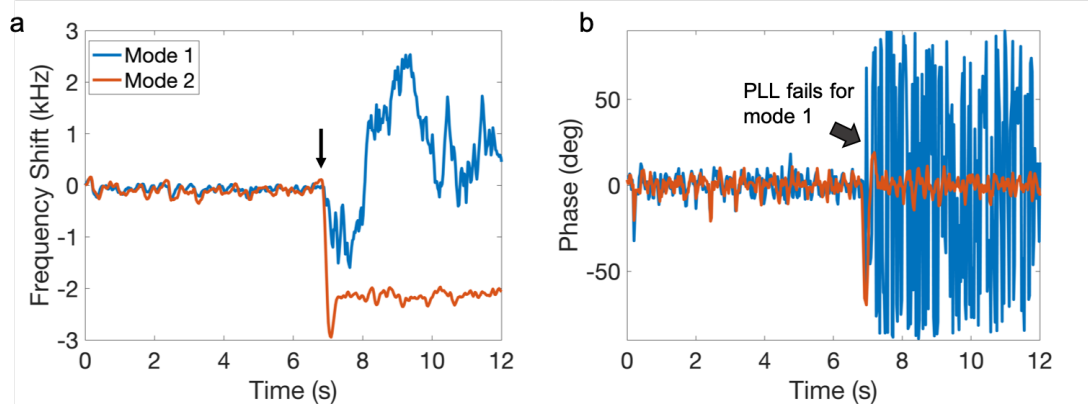 a
3
2
1
0
-1
-2
-3
Frequency Shift (kHz)
Mode 1
Mode 2
0
2
4
6
8
10
12
Time (s)
b
50
0
-50
Phase (deg)
PLL fails for
mode 1
0
2
4
6
8
10
12
Time (s)